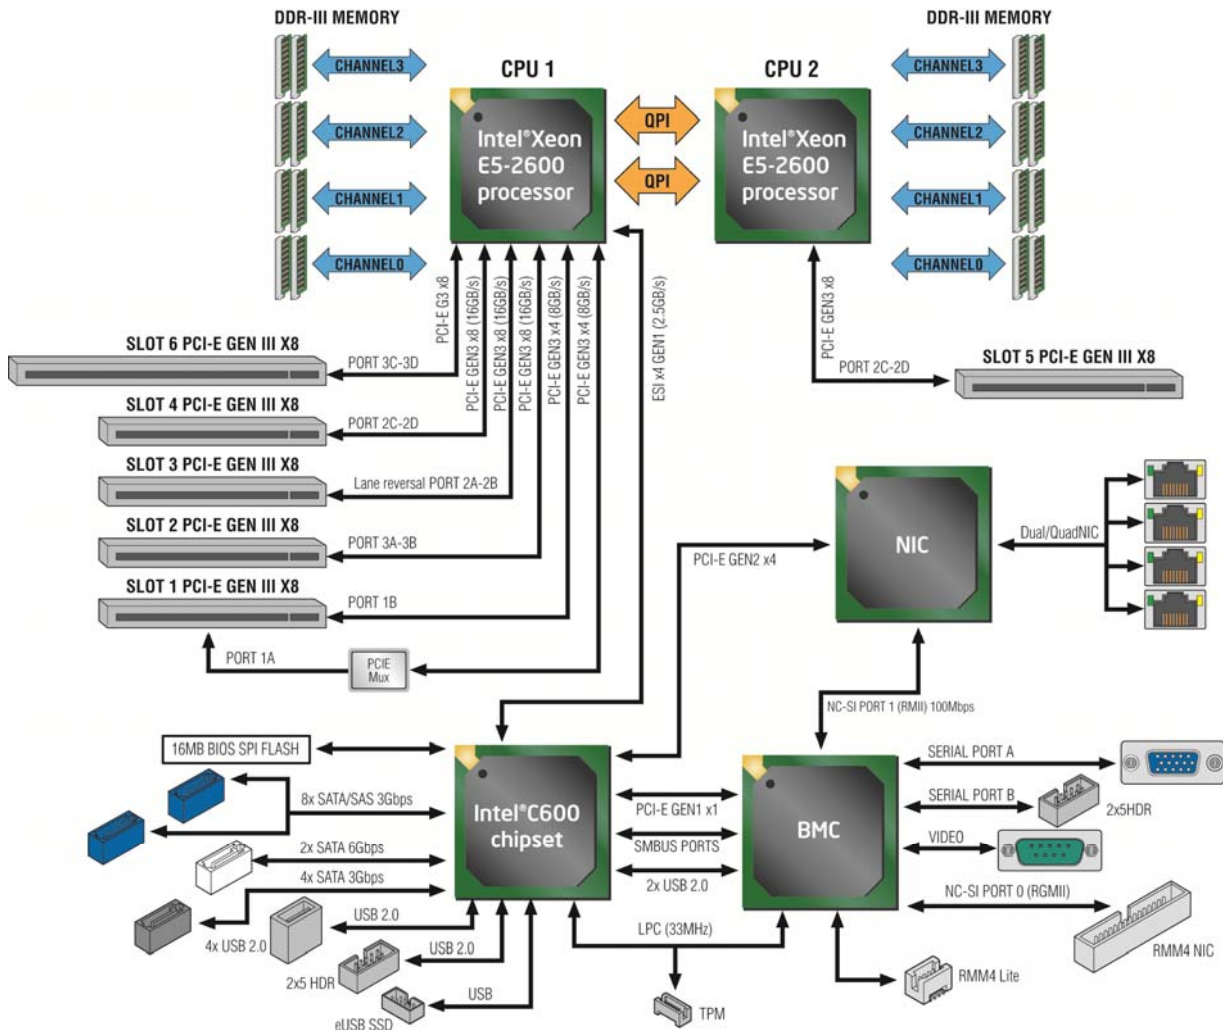 DDR-III MEMORY
DDR-III MEMORY
CPU 1
CPU 2
CHANNEL3
CHANNEL2
CHANNEL1
CHANNEL0
Intel®Xeon
E5-2600
processor
QPI
QPI
Intel®Xeon
E5-2600
processor
CHANNEL3
CHANNEL2
CHANNEL1
CHANNEL0
PCI-E G3 x8
PCI-E GEN3 x8 (16GB/s)
PCI-E GEN3 x8 (16GB/s)
PCI-E GEN3 x8 (16GB/s)
PCI-E GEN3 x4 (8GB/s)
PCI-E GEN3 x4 (8GB/s)
ESI x4 GEN1 (2.5GB/s)
PCI-E GEN3 x8
SLOT 6 PCI-E GEN III X8
PORT 3C-3D
PORT 2C-2D
SLOT 5 PCI-E GEN III X8
SLOT 4 PCI-E GEN III X8
PORT 2C-2D
SLOT 3 PCI-E GEN III X8
Lane reversal PORT 2A-2B
SLOT 2 PCI-E GEN III X8
PORT 3A-3B
SLOT 1 PCI-E GEN III X8
PORT 1B
PORT 1A
PCIE
Mux
PCI-E GEN2 x4
NIC
Dual/QuadNIC
NC-SI PORT 1 (RMII) 100Mbps
16MB BIOS SPI FLASH
8x SATA/SAS 3Gbps
2x SATA 6Gbps
4x SATA 3Gbps
4x USB 2.0
USB 2.0
2x5 HDR
USB 2.0
eUSB SSD
USB
Intel®C600
chipset
PCI-E GEN1 x1
SMBUS PORTS
2x USB 2.0
LPC (33MHz)
TPM
BMC
SERIAL PORT A
SERIAL PORT B
2x5HDR
VIDEO
NC-SI PORT 0 (RGMII)
RMM4 NIC
RMM4 Lite